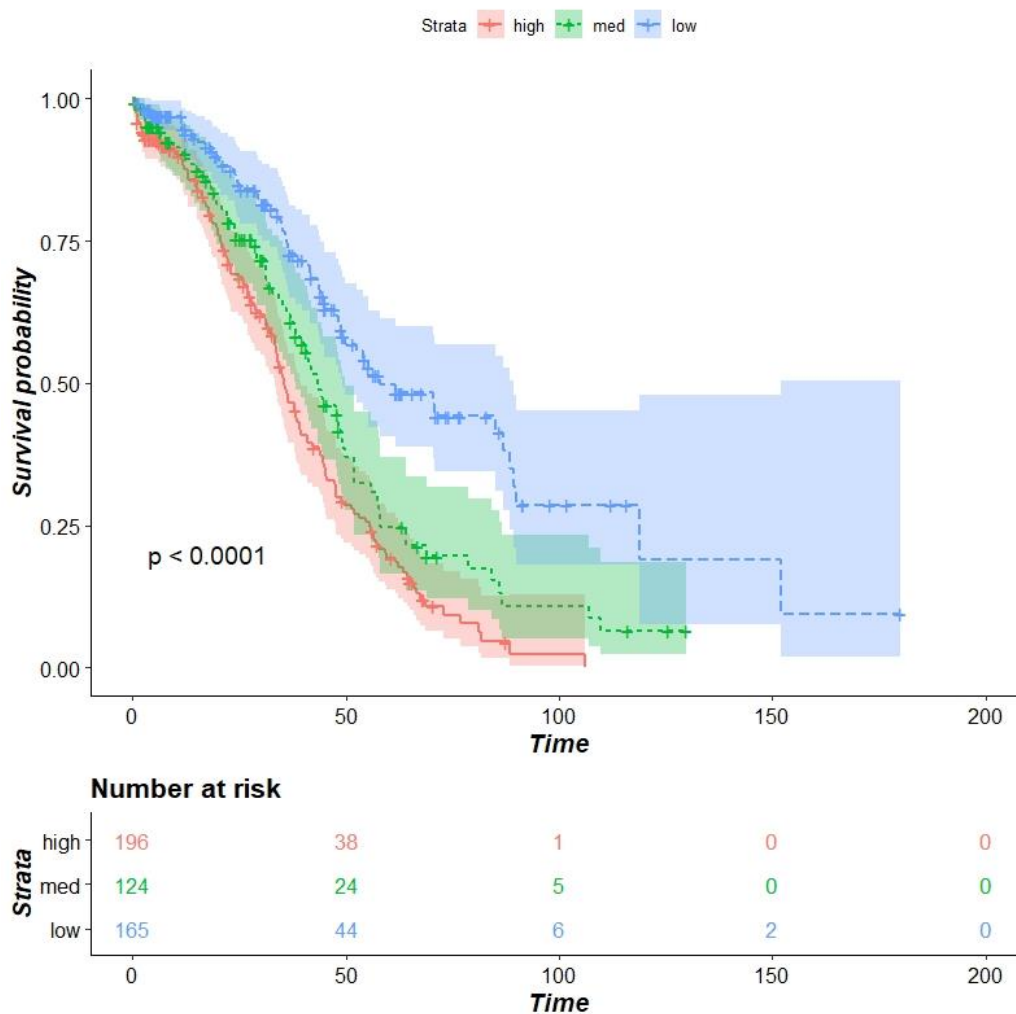 Strata high med low
1.00
0.75
0.50
0.25
0.00
Survival probability
p < 0.0001
0 50 100 150 200
Time
Number at risk
Strata
high 196 38 1 0 0
med 124 24 5 0 0
low 165 44 6 2 0
0 50 100 150 200
Time